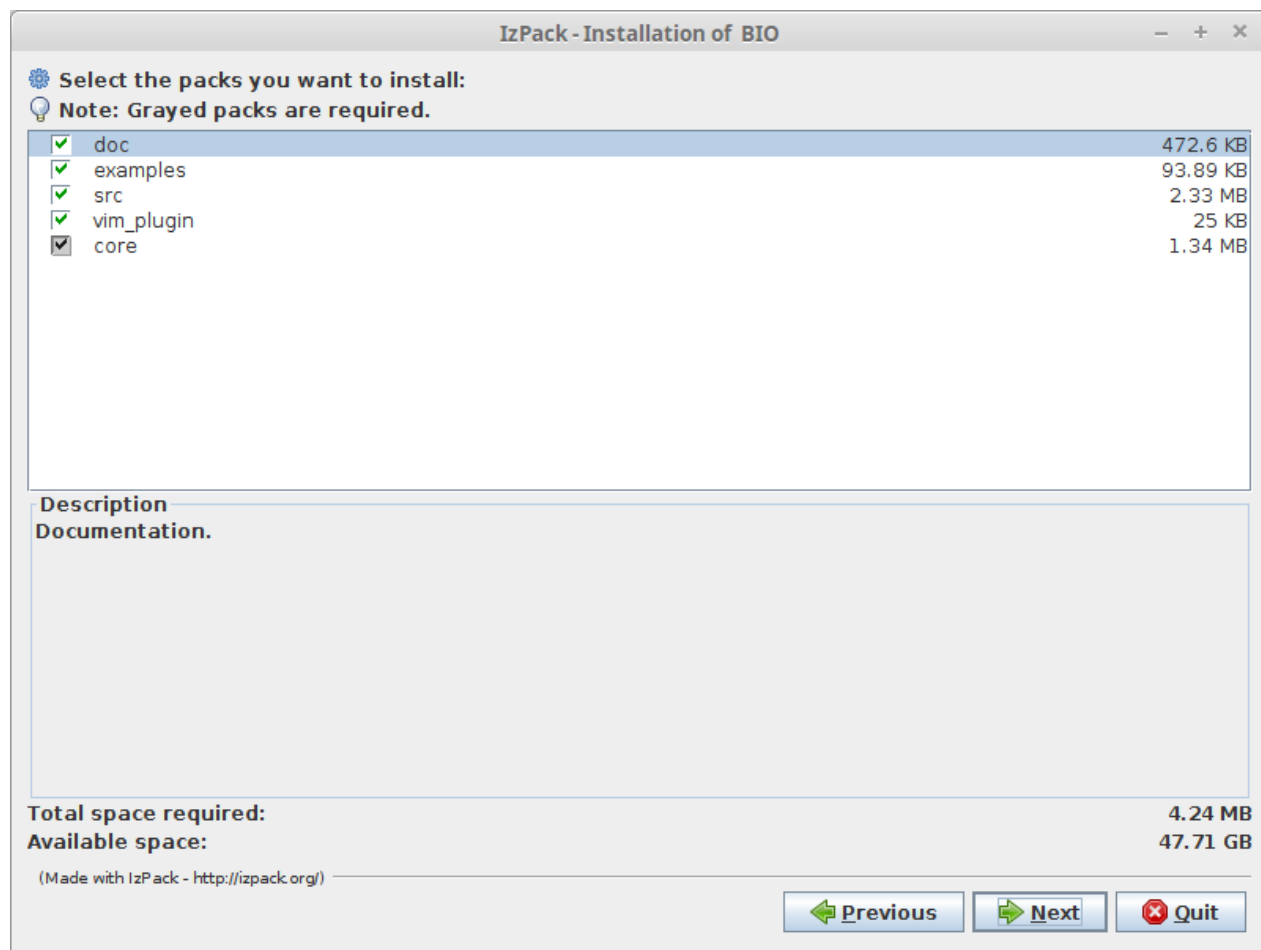 IzPack - Installation of BIO
Select the packs you want to install:
Note: Grayed packs are required.
doc 472.6 KB
examples 93.89 KB
src 2.33 MB
vim_plugin 25 KB
core 1.34 MB
Description
Documentation.
Total space required: 4.24 MB
Available space: 47.71 GB
(Made with IzPack - http://izpack.org/)
Previous Next Quit